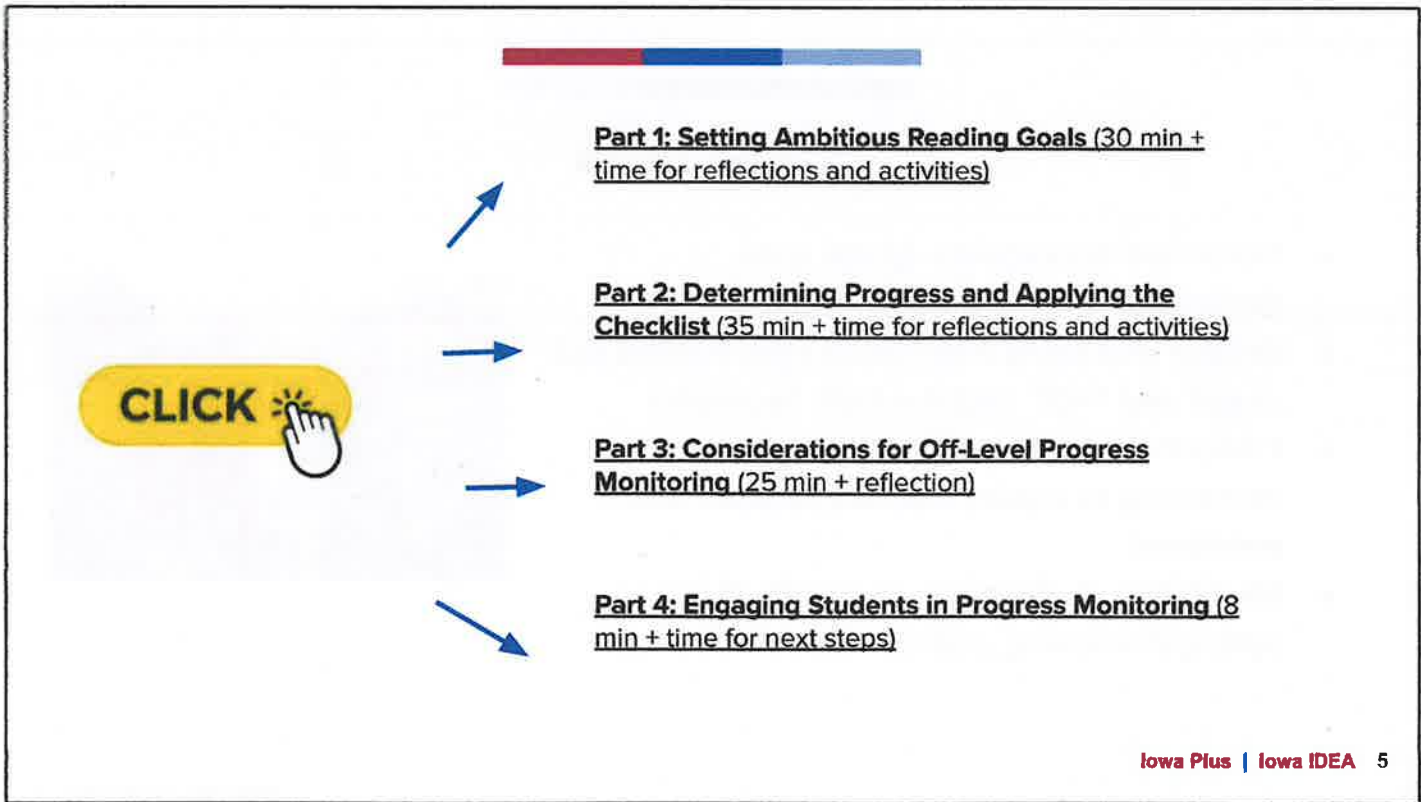 Part 1: Setting Ambitious Reading Goals (30 min +
time for reflections and activities)
Part 2: Determining Progress and Applying the
Checklist (35 min + time for reflections and activities)
CLICK
Part 3: Considerations for Off-Level Progress
Monitoring (25 min + reflection)
Part 4: Engaging Students in Progress Monitoring (8
min + time for next steps)
Iowa Plus | Iowa IDEA 5